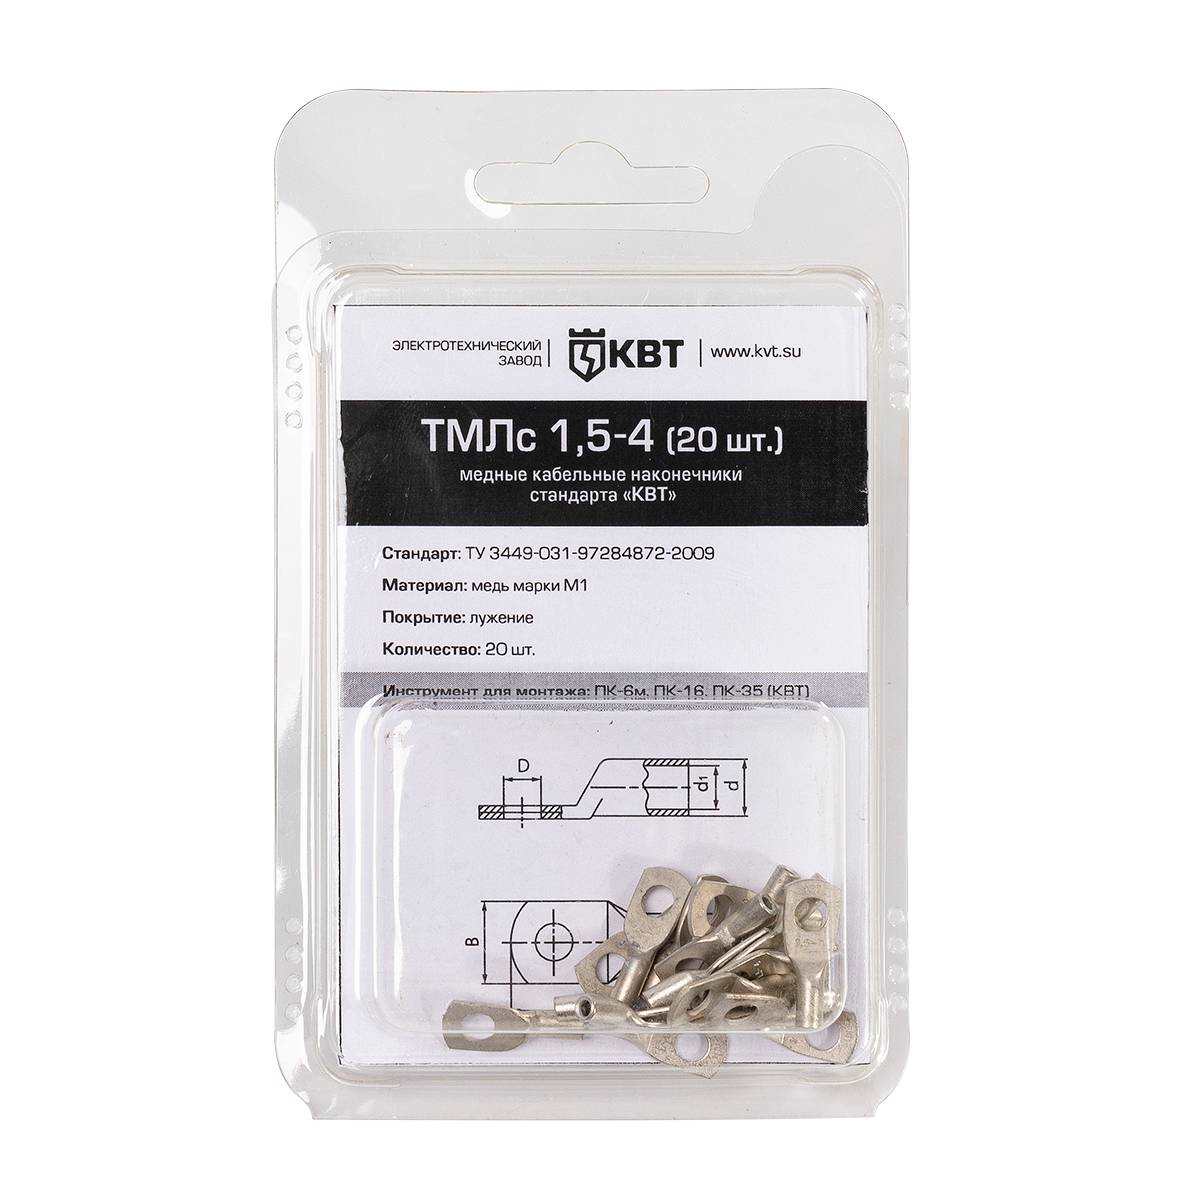 ЭЛЕКТРОТЕХНИЧЕСКИЙ
ЗАВОД
КВТ
www.kvt.su
ТМЛс 1,5-4 (20 шт.)
медные кабельные наконечники
стандарта «КВТ»
Стандарт: ТУ 3449-031-97284872-2009
Материал: медь марки М1
Покрытие: лужение
Количество: 20 шт.
Инструмент для монтажа: ПК-6м, ПК-16, ПК-35 (КВТ)
D
d1
d
B